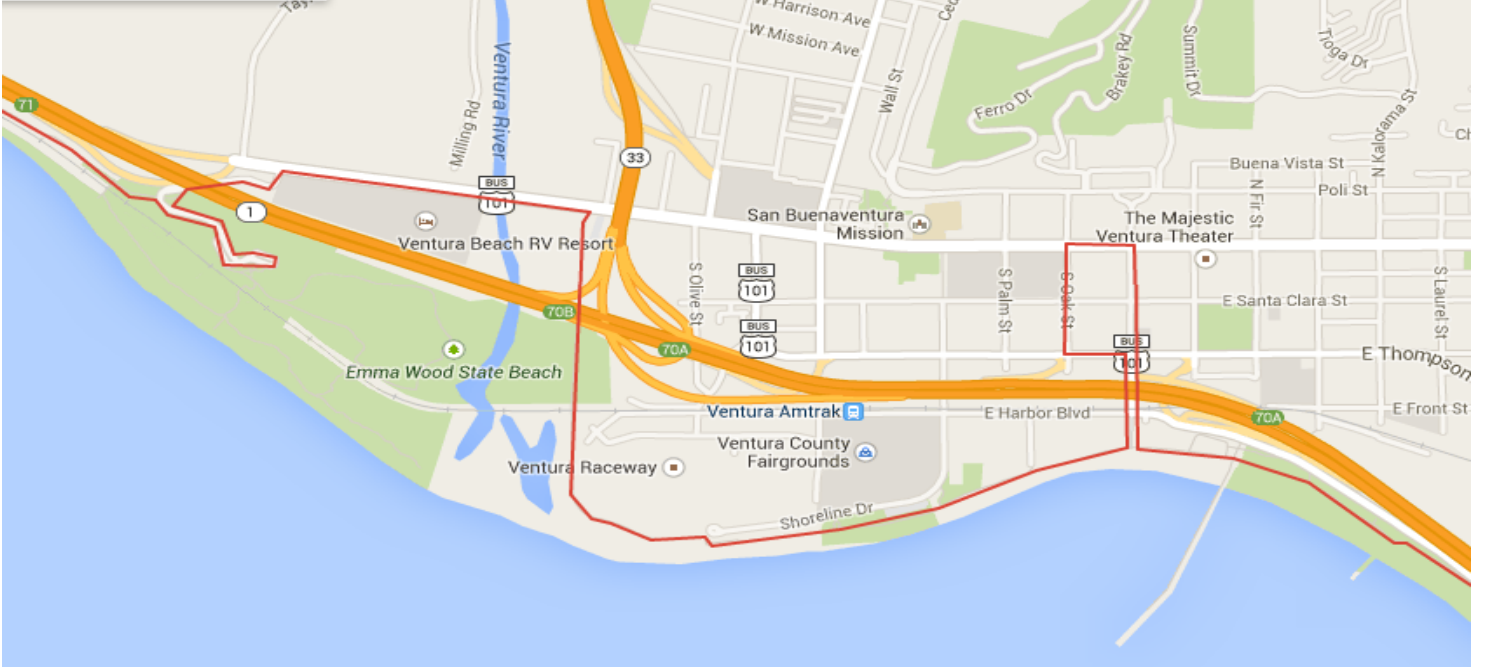 W Harrison Ave
W Mission Ave
Wall St
Ferro Dr
Brakey Rd
Summit Dr
Tioga Dr
N Kalorama St
71
Milling Rd
Ventura River
33
Buena Vista St
Poli St
N Fir St
BUS
101
1
Ventura Beach RV Resort
San Buenaventura
Mission
The Majestic
Ventura Theater
S Olive St
BUS
101
S Palm St
S Oak St
E Santa Clara St
S Laurel St
70B
BUS
101
70A
BUS
101
E Thompson
Emma Wood State Beach
Ventura Amtrak
E Harbor Blvd
70A
E Front St
Ventura County
Fairgrounds
Ventura Raceway
Shoreline Dr